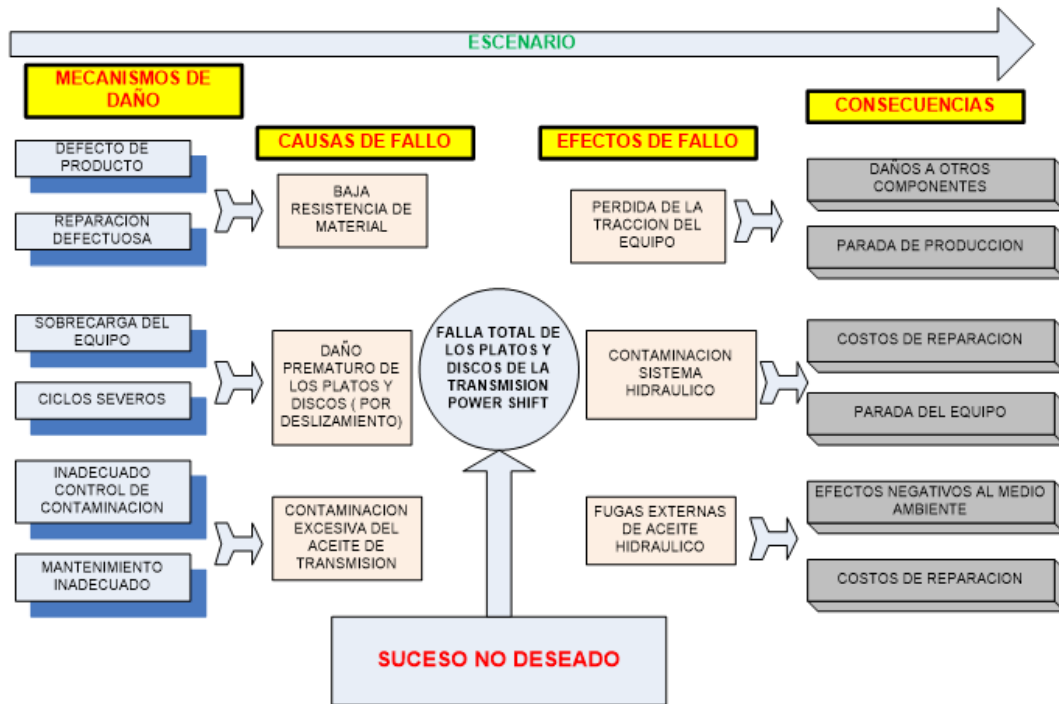 ESCENARIO
MECANISMOS DE
DAÑO
CAUSAS DE FALLO
EFECTOS DE FALLO
CONSECUENCIAS
DEFECTO DE
PRODUCTO
REPARACION
DEFECTUOSA
BAJA
RESISTENCIA DE
MATERIAL
PERDIDA DE LA
TRACCION DEL
EQUIPO
DAÑOS A OTROS
COMPONENTES
PARADA DE PRODUCCION
SOBRECARGA DEL
EQUIPO
CICLOS SEVEROS
DAÑO
PREMATURO DE
LOS PLATOS Y
DISCOS ( POR
DESLIZAMIENTO)
FALLA TOTAL DE
LOS PLATOS Y
DISCOS DE LA
TRANSMISION
POWER SHIFT
CONTAMINACION
SISTEMA
HIDRAULICO
COSTOS DE REPARACION
PARADA DEL EQUIPO
INADECUADO
CONTROL DE
CONTAMINACION
MANTENIMIENTO
INADECUADO
CONTAMINACION
EXCESIVA DEL
ACEITE DE
TRANSMISION
FUGAS EXTERNAS
DE ACEITE
HIDRAULICO
EFECTOS NEGATIVOS AL MEDIO
AMBIENTE
COSTOS DE REPARACION
SUCESO NO DESEADO